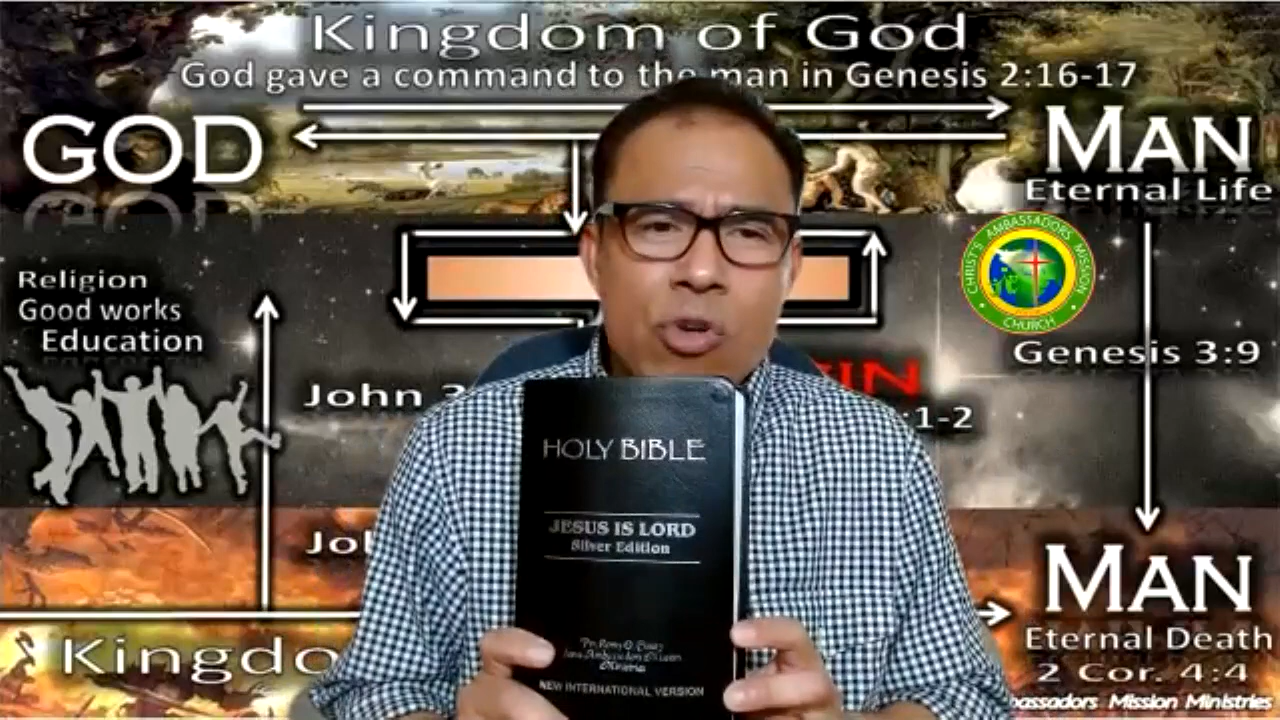 Kingdom of God
God gave a command to the man in Genesis 2:16-17
GOD
MAN
Eternal Life
CHRIST'S AMBASSADORS MISSION
CHURCH
Religion
Good works
Education
Genesis 3:9
John
1-2
HOLY BIBLE
JESUS IS LORD
Silver Edition
NEW INTERNATIONAL VERSION
MAN
Eternal Death
2 Cor. 4:4
Mission Ministries